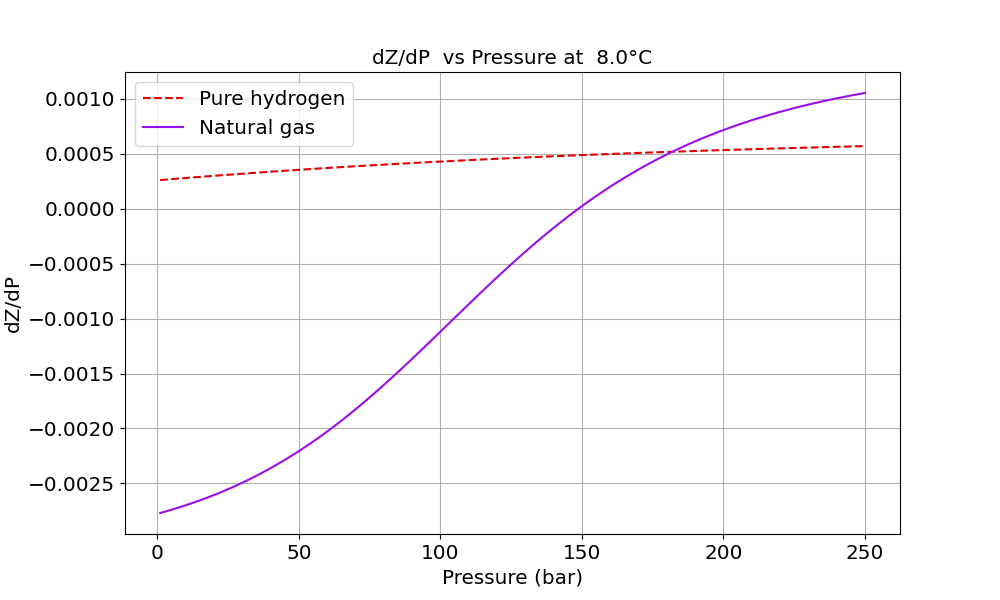 dZ/dP  vs Pressure at  8.0°C
Pure hydrogen
Natural gas
0.0010
0.0005
0.0000
−0.0005
−0.0010
−0.0015
−0.0020
−0.0025
dZ/dP
0 50 100 150 200 250
Pressure (bar)